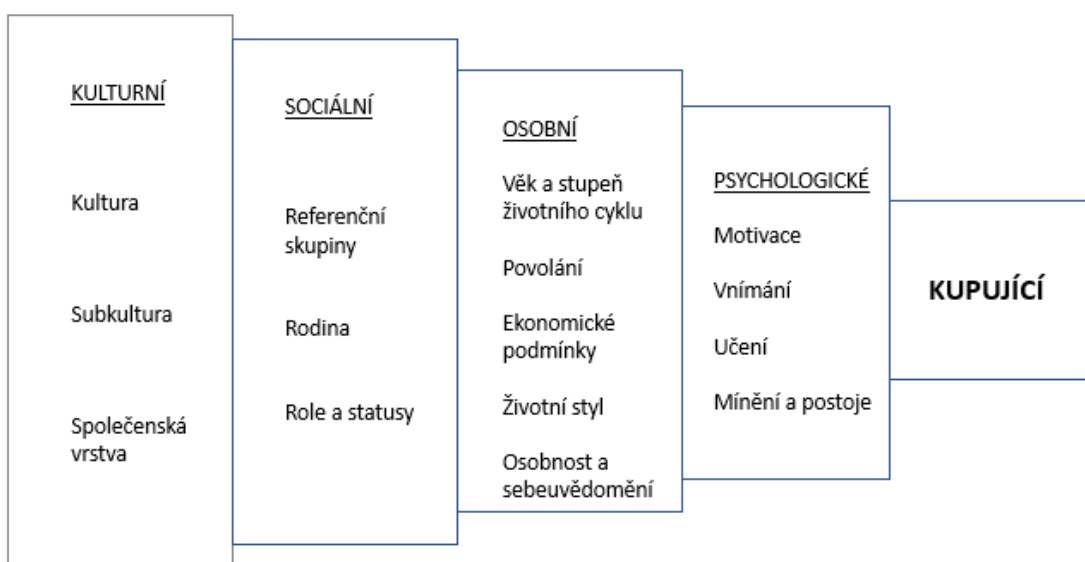 KULTURNÍ
Kultura
Subkultura
Společenská
vrstva
SOCIÁLNÍ
Referenční
skupiny
Rodina
Role a statusy
OSOBNÍ
Věk a stupeň
životního cyklu
Povolání
Ekonomické
podmínky
Životní styl
Osobnost a
sebeuvědomění
PSYCHOLOGICKÉ
Motivace
Vnímání
Učení
Mínění a postoje
KUPUJÍCÍ